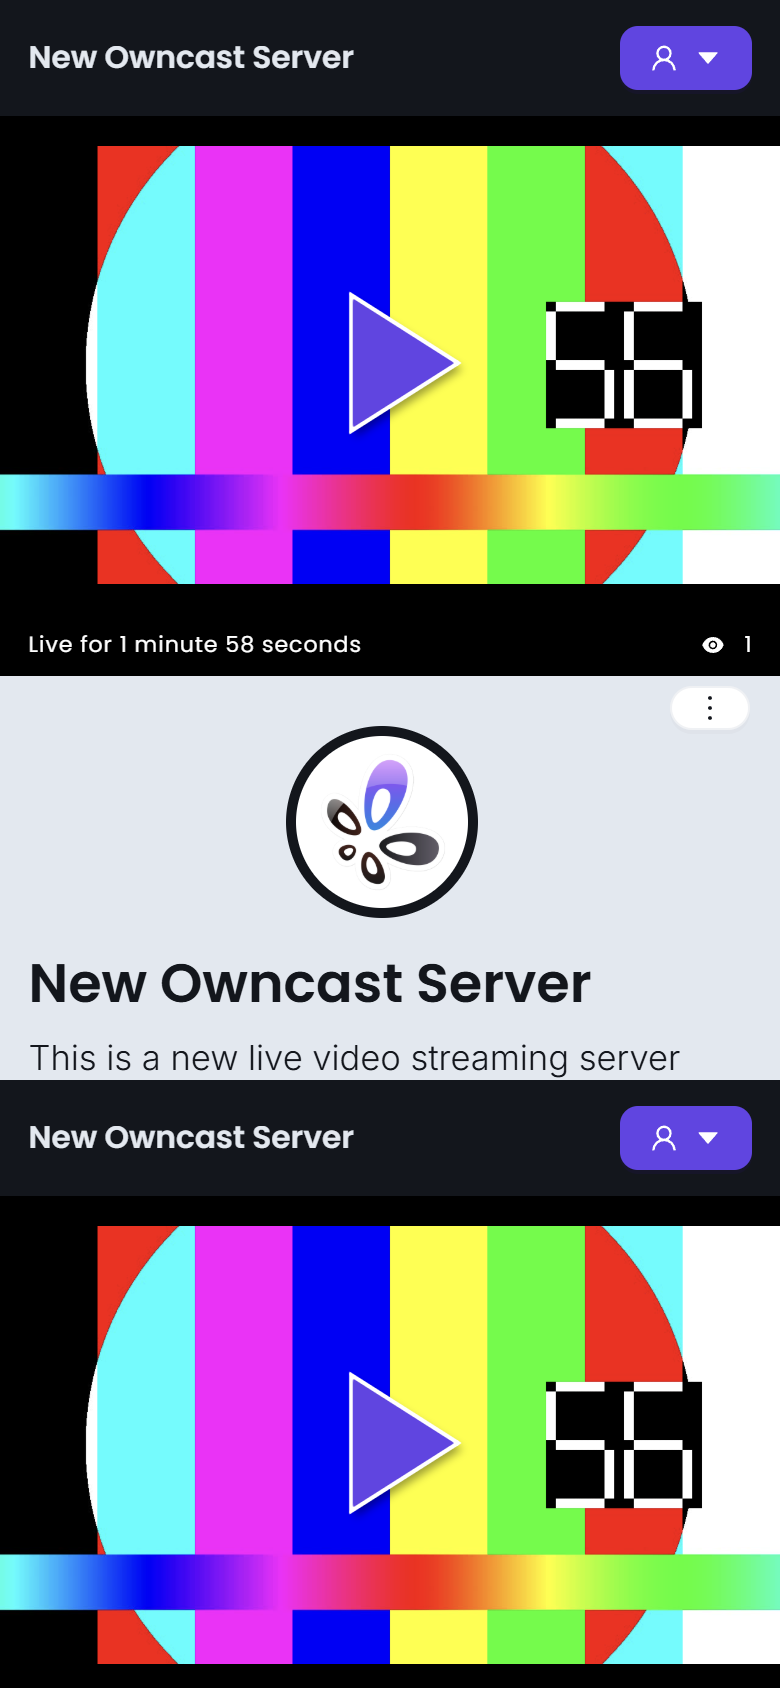 New Owncast Server
56
Live for 1 minute 58 seconds
1
New Owncast Server
This is a new live video streaming server
New Owncast Server
56